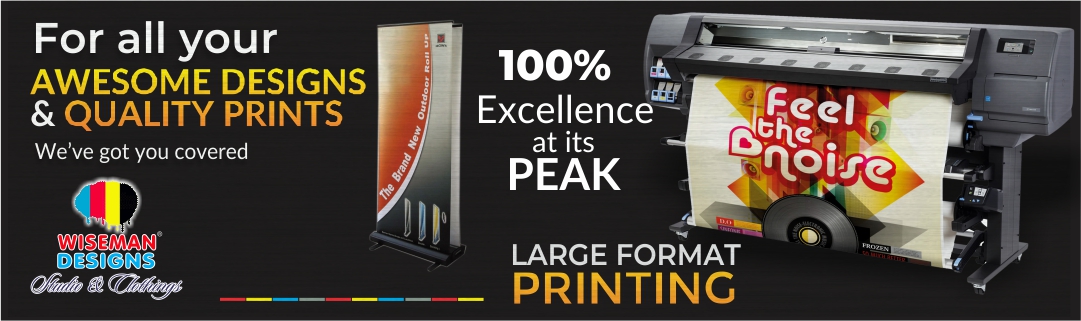 For all your
AWESOME DESIGNS
& QUALITY PRINTS
We've got you covered
WISEMAN®
DESIGNS
Studio & Clothings
The Brand New Outdoor Roll Up
100%
Excellence
at its
PEAK
LARGE FORMAT
PRINTING
Feel
the
noise
FROZEN